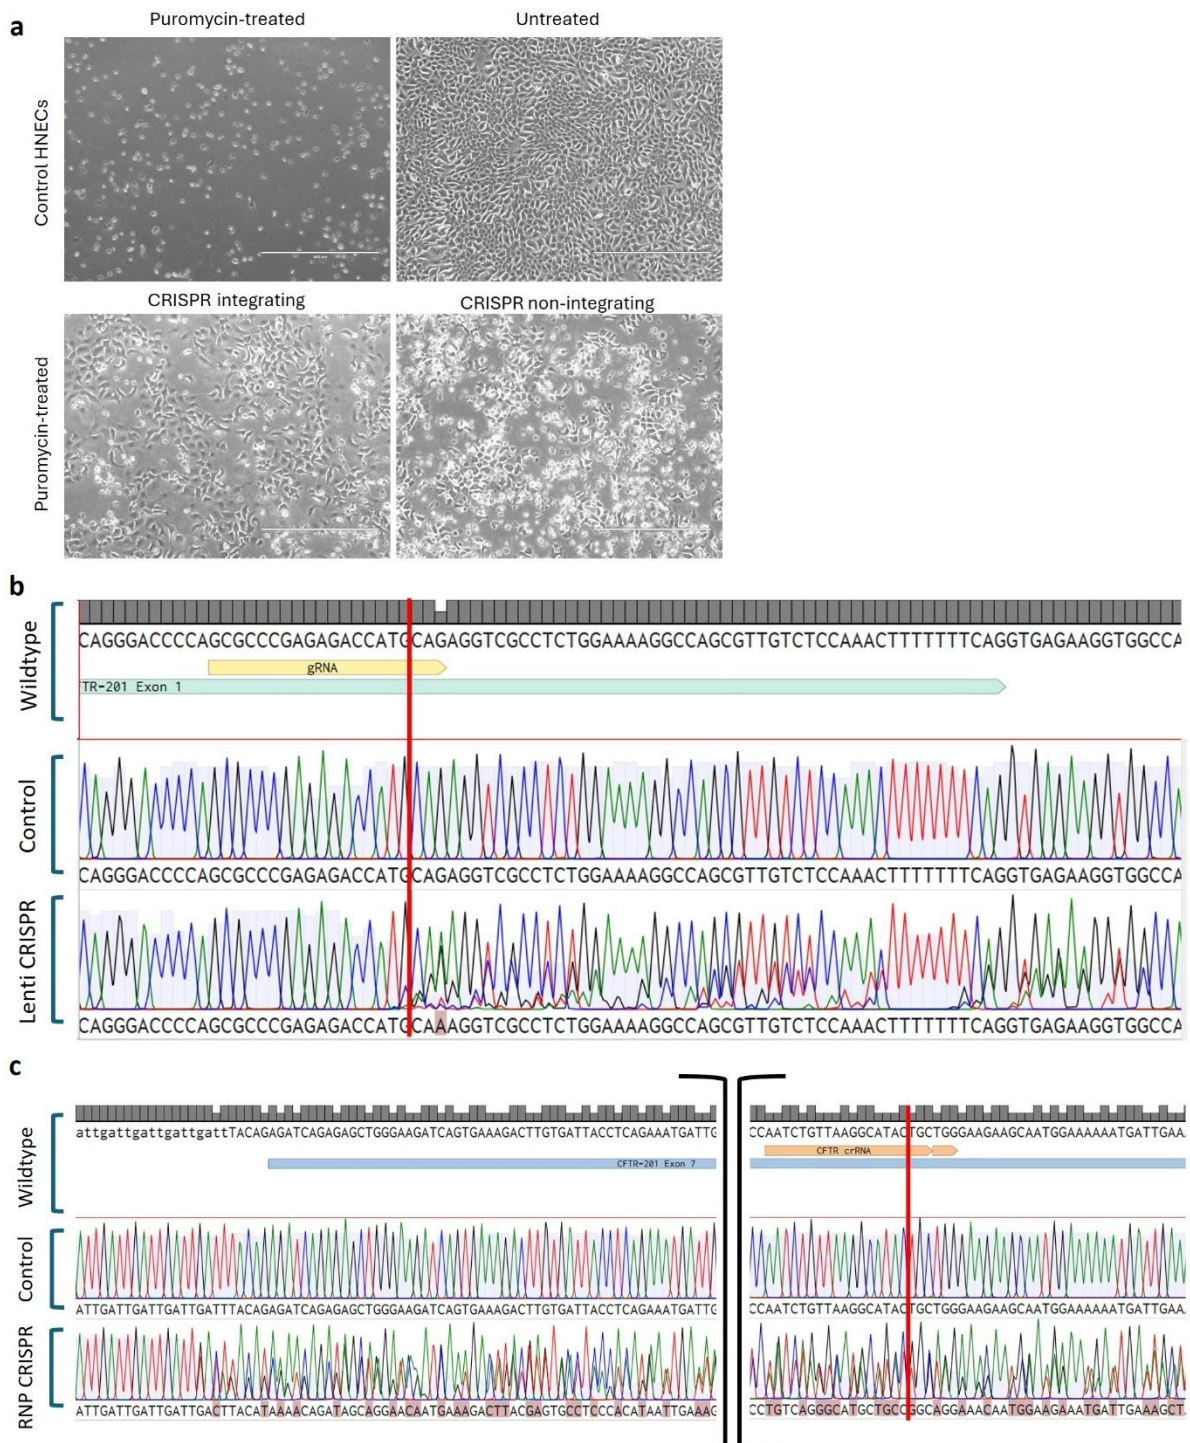 a
Puromycin-treated
Untreated
Control HNECs
CRISPR integrating
CRISPR non-integrating
Puromycin-treated
b
Wildtype
CAGGGACCCCAGCGCCCGAGAGACCATGCAGAGGTCGCCTCTGGAAAAGGCCAGCGTTGTCTCCAAACTTTTTTTCAGGTGAGAAGGTGGCCA
gRNA
TR-201 Exon 1
Control
CAGGGACCCCAGCGCCCGAGAGACCATGCAGAGGTCGCCTCTGGAAAAGGCCAGCGTTGTCTCCAAACTTTTTTTCAGGTGAGAAGGTGGCCA
Lenti CRISPR
CAGGGACCCCAGCGCCCGAGAGACCATGCAAAGGTCGCCTCTGGAAAAGGCCAGCGTTGTCTCCAAACTTTTTTTCAGGTGAGAAGGTGGCCA
c
Wildtype
attgattgattgattgattTACAGAGATCAGAGAGCTGGGAAGATCAGTGAAAGACTTGTGATTACCTCAGAAATGATTG
CCAATCTGTTAAGGCATACTGCTGGGAAGAAGCAATGGAAAAAATGATTGAA
CFTR-201 Exon 7
CFTR crRNA
Control
ATTGATTGATTGATTGATTTACAGAGATCAGAGAGCTGGGAAGATCAGTGAAAGACTTGTGATTACCTCAGAAATGATTG
CCAATCTGTTAAGGCATACTGCTGGGAAGAAGCAATGGAAAAAATGATTGAA
RNP CRISPR
ATTGATTGATTGATTGACTTACATAAAACAGATAGCAGGAACAATGAAAGACTTACGAGTGCCTCCCACATAATTGAAAG
CCTGTCAGGGCATGCTGCCGGCAGGAAACAATGGAAGAAATGATTGAAAGCT